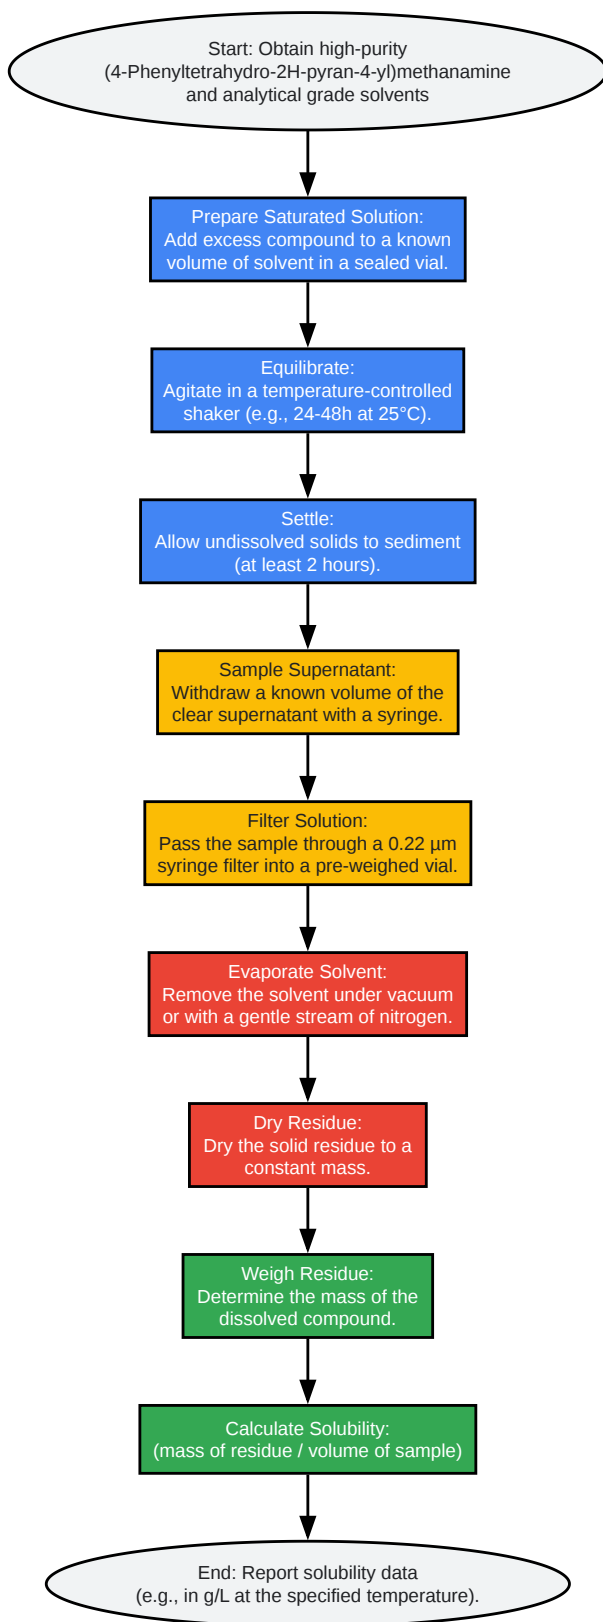 Start: Obtain high-purity
(4-Phenyltetrahydro-2H-pyran-4-yl)methanamine
and analytical grade solvents
Prepare Saturated Solution:
Add excess compound to a known
volume of solvent in a sealed vial.
Equilibrate:
Agitate in a temperature-controlled
shaker (e.g., 24-48h at 25°C).
Settle:
Allow undissolved solids to sediment
(at least 2 hours).
Sample Supernatant:
Withdraw a known volume of the
clear supernatant with a syringe.
Filter Solution:
Pass the sample through a 0.22 µm
syringe filter into a pre-weighed vial.
Evaporate Solvent:
Remove the solvent under vacuum
or with a gentle stream of nitrogen.
Dry Residue:
Dry the solid residue to a
constant mass.
Weigh Residue:
Determine the mass of the
dissolved compound.
Calculate Solubility:
(mass of residue / volume of sample)
End: Report solubility data
(e.g., in g/L at the specified temperature).